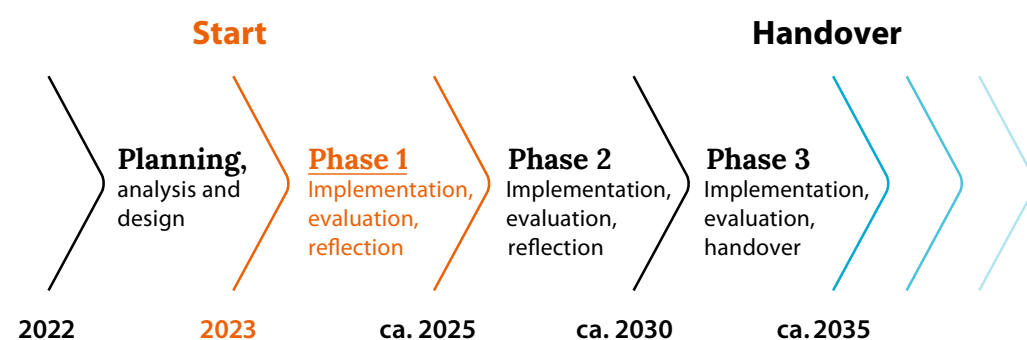 Start
Handover
Planning,
analysis and
design
Phase 1
Implementation,
evaluation,
reflection
Phase 2
Implementation,
evaluation,
reflection
Phase 3
Implementation,
evaluation,
handover
2022
2023
ca. 2025
ca. 2030
ca. 2035